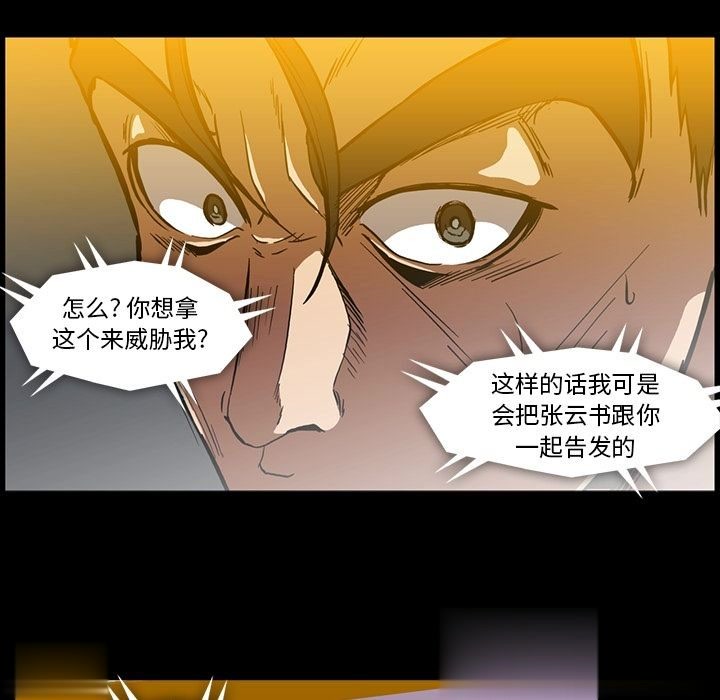 怎么? 你想拿
这个来威胁我?
这样的话我可是
会把张云书跟你
一起告发的